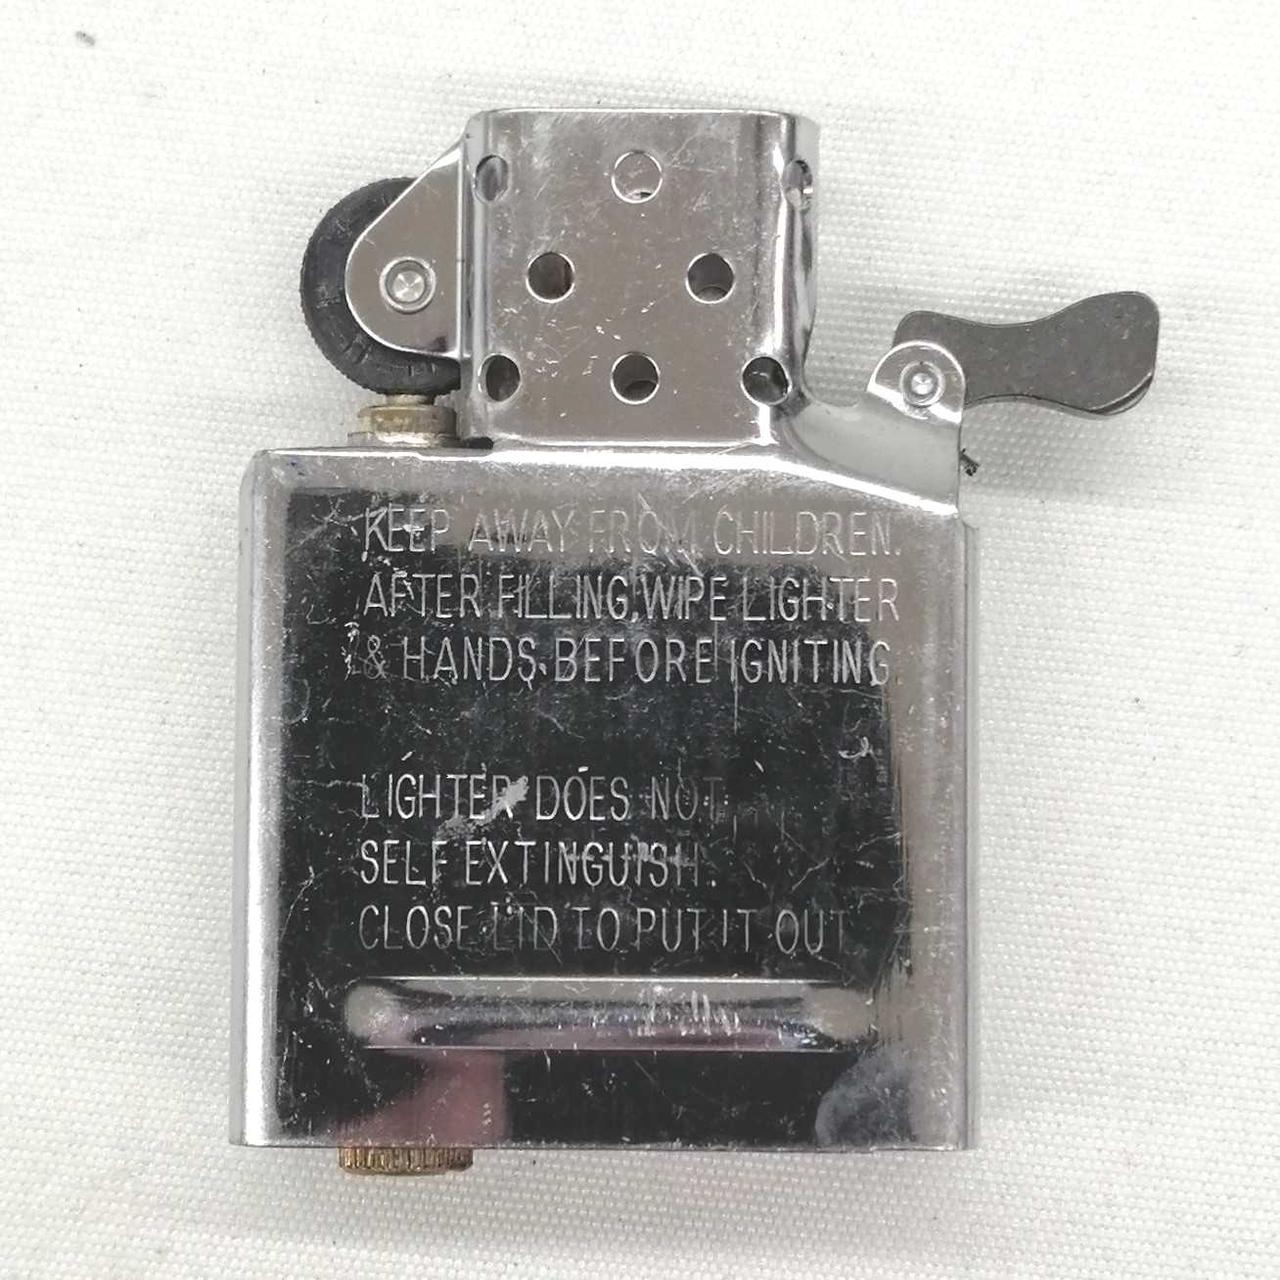 KEEP AWAY FROM CHILDREN.
AFTER FILLING, WIPE LIGHTER
& HANDS BEFORE IGNITING.
LIGHTER DOES NOT
SELF EXTINGUISH.
CLOSE LID TO PUT IT OUT